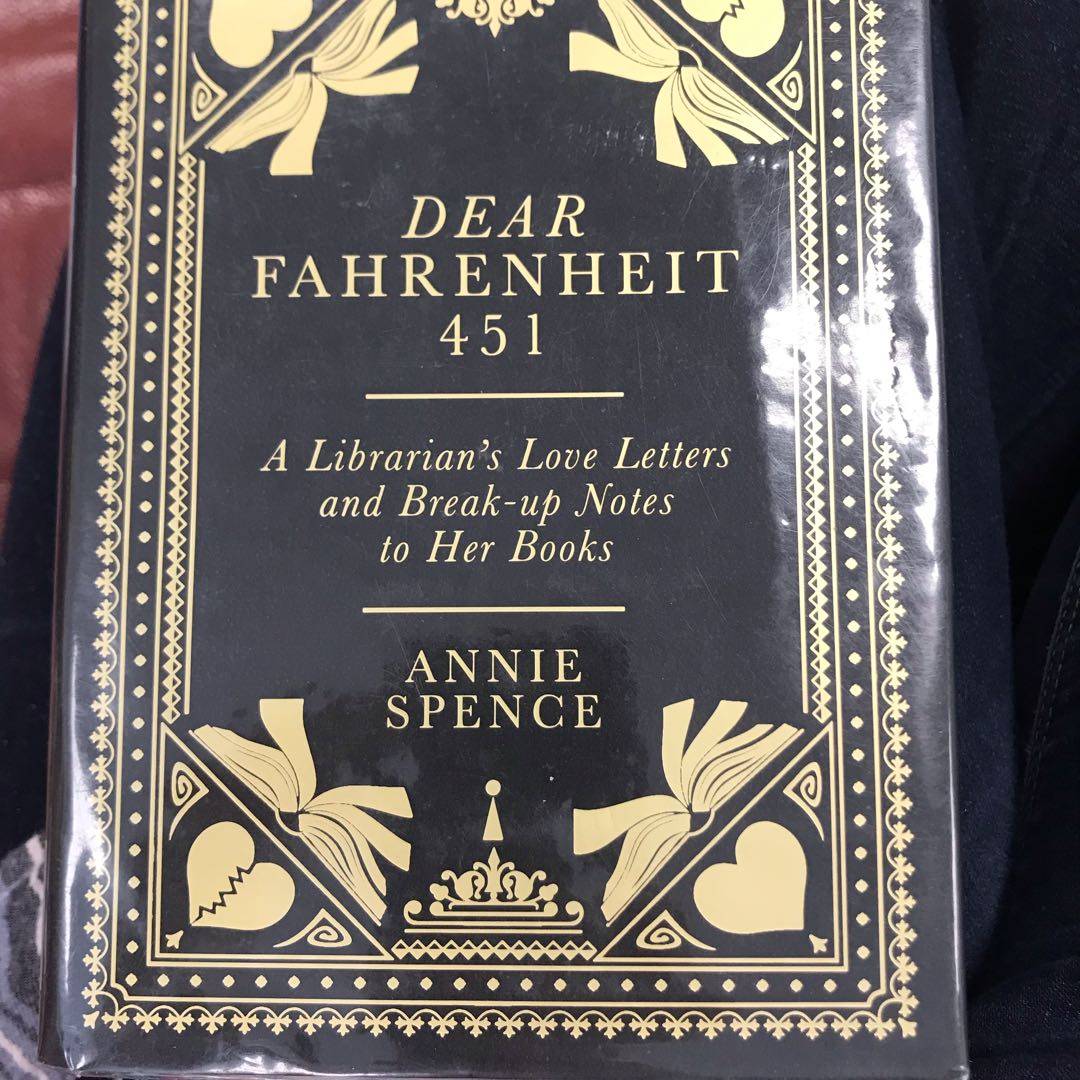 DEAR
FAHRENHEIT
451
A Librarian's Love Letters
and Break-up Notes
to Her Books
ANNIE
SPENCE